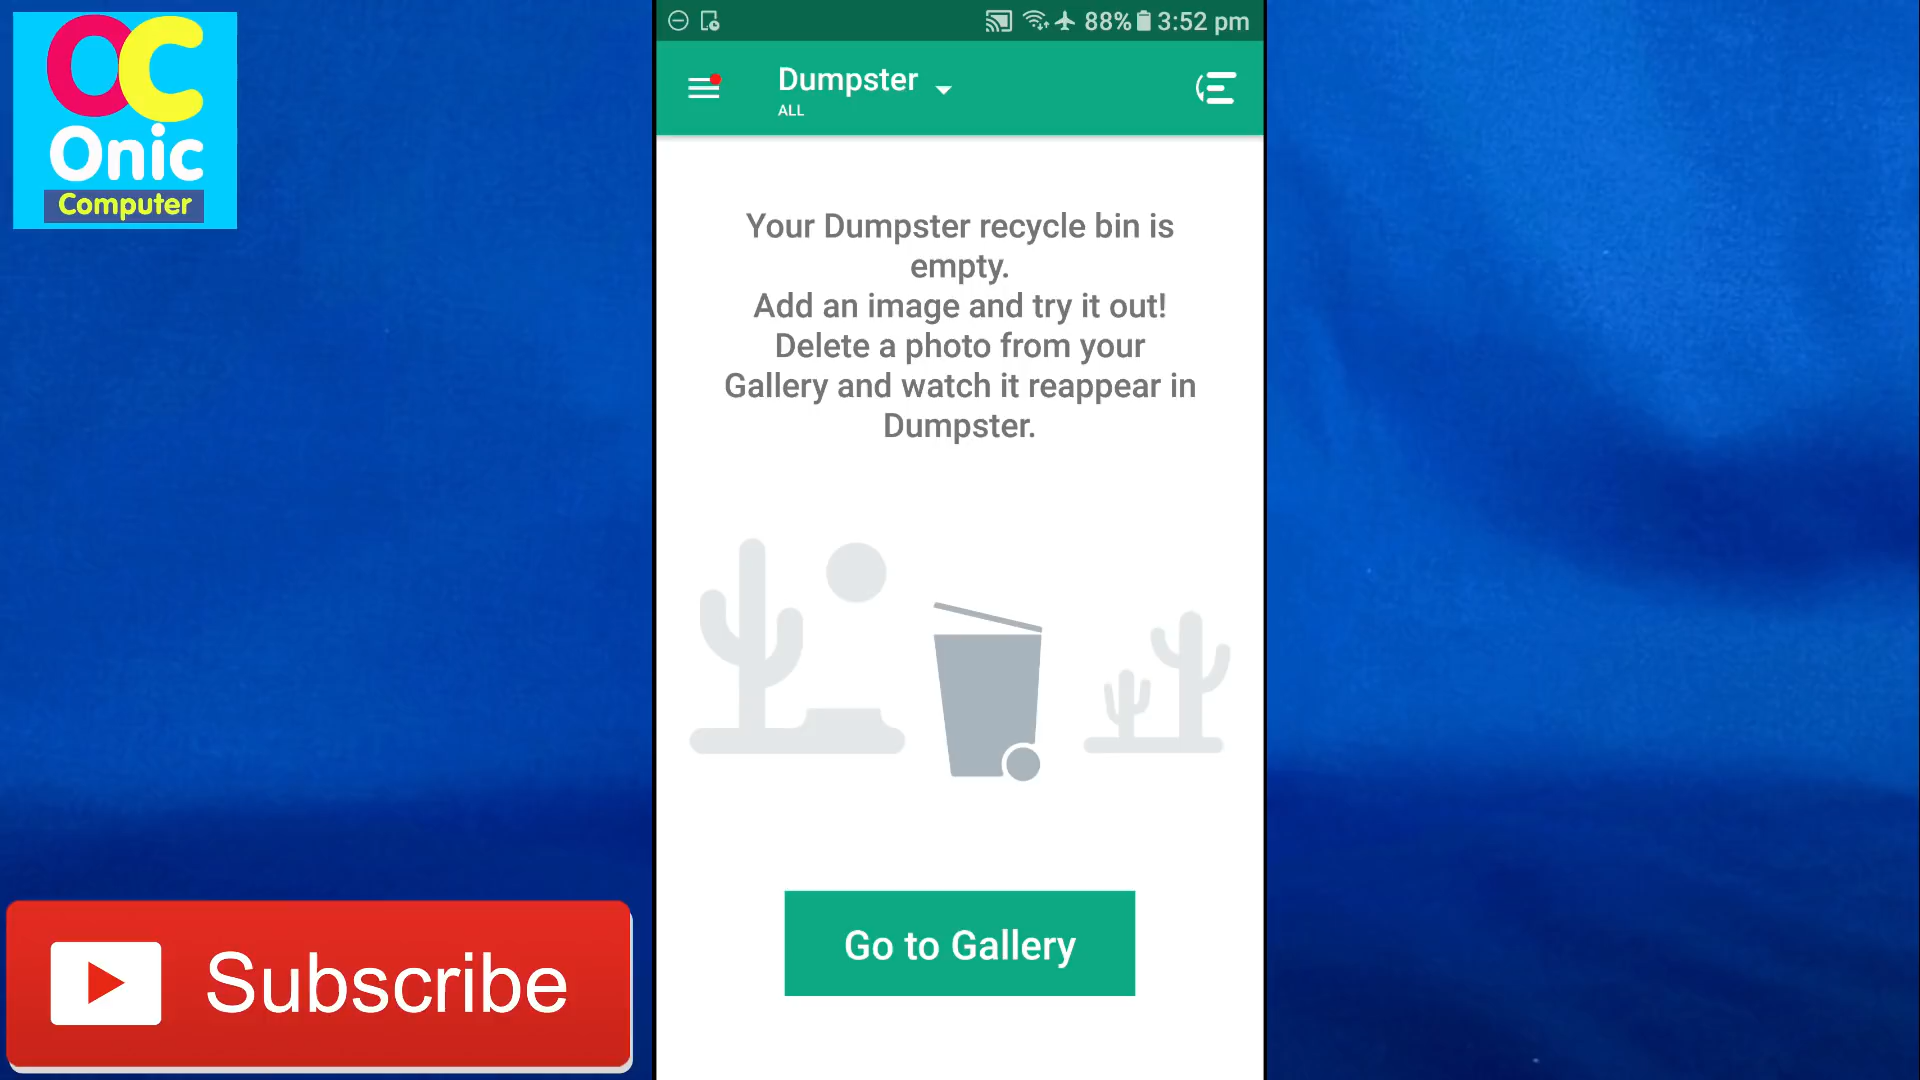 OC
Onic
Computer
88% 3:52 pm
Dumpster
ALL
Your Dumpster recycle bin is
empty.
Add an image and try it out!
Delete a photo from your
Gallery and watch it reappear in
Dumpster.
Go to Gallery
Subscribe